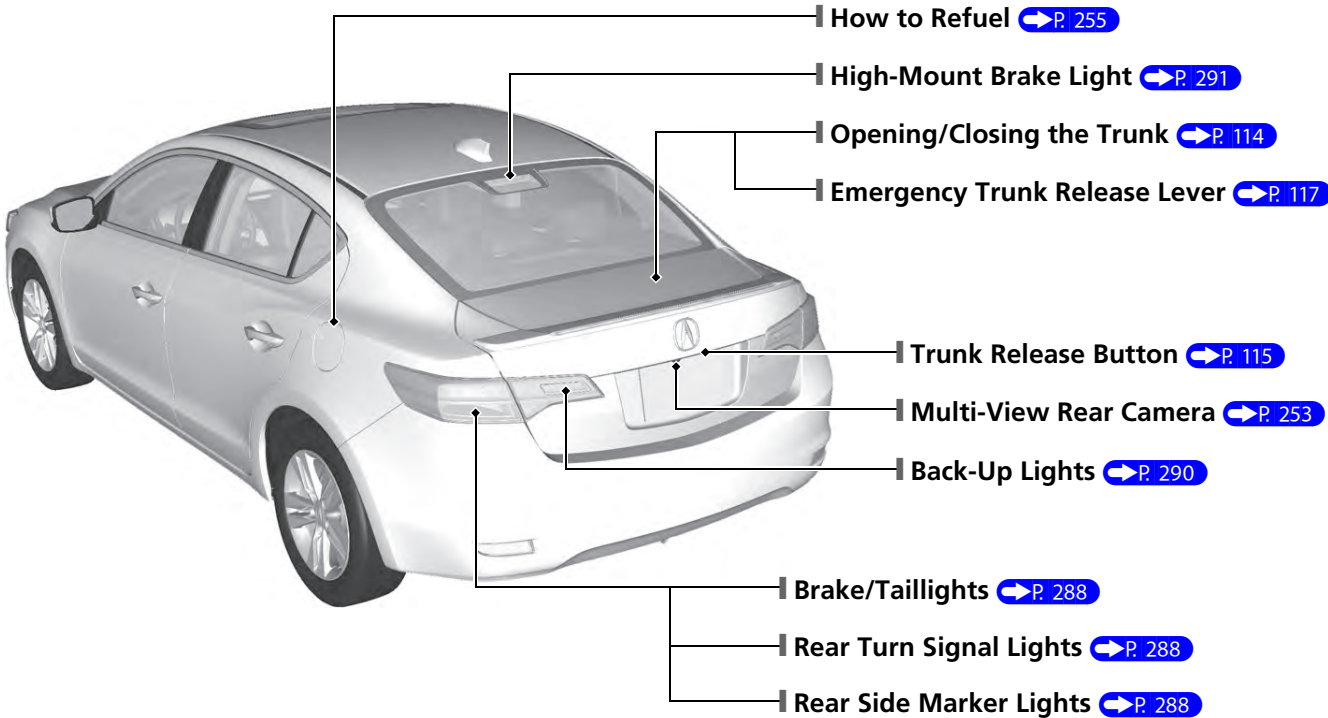 How to Refuel P. 255
High-Mount Brake Light P. 291
Opening/Closing the Trunk P. 114
Emergency Trunk Release Lever P. 117
Trunk Release Button P. 115
Multi-View Rear Camera P. 253
Back-Up Lights P. 290
Brake/Taillights P. 288
Rear Turn Signal Lights P. 288
Rear Side Marker Lights P. 288